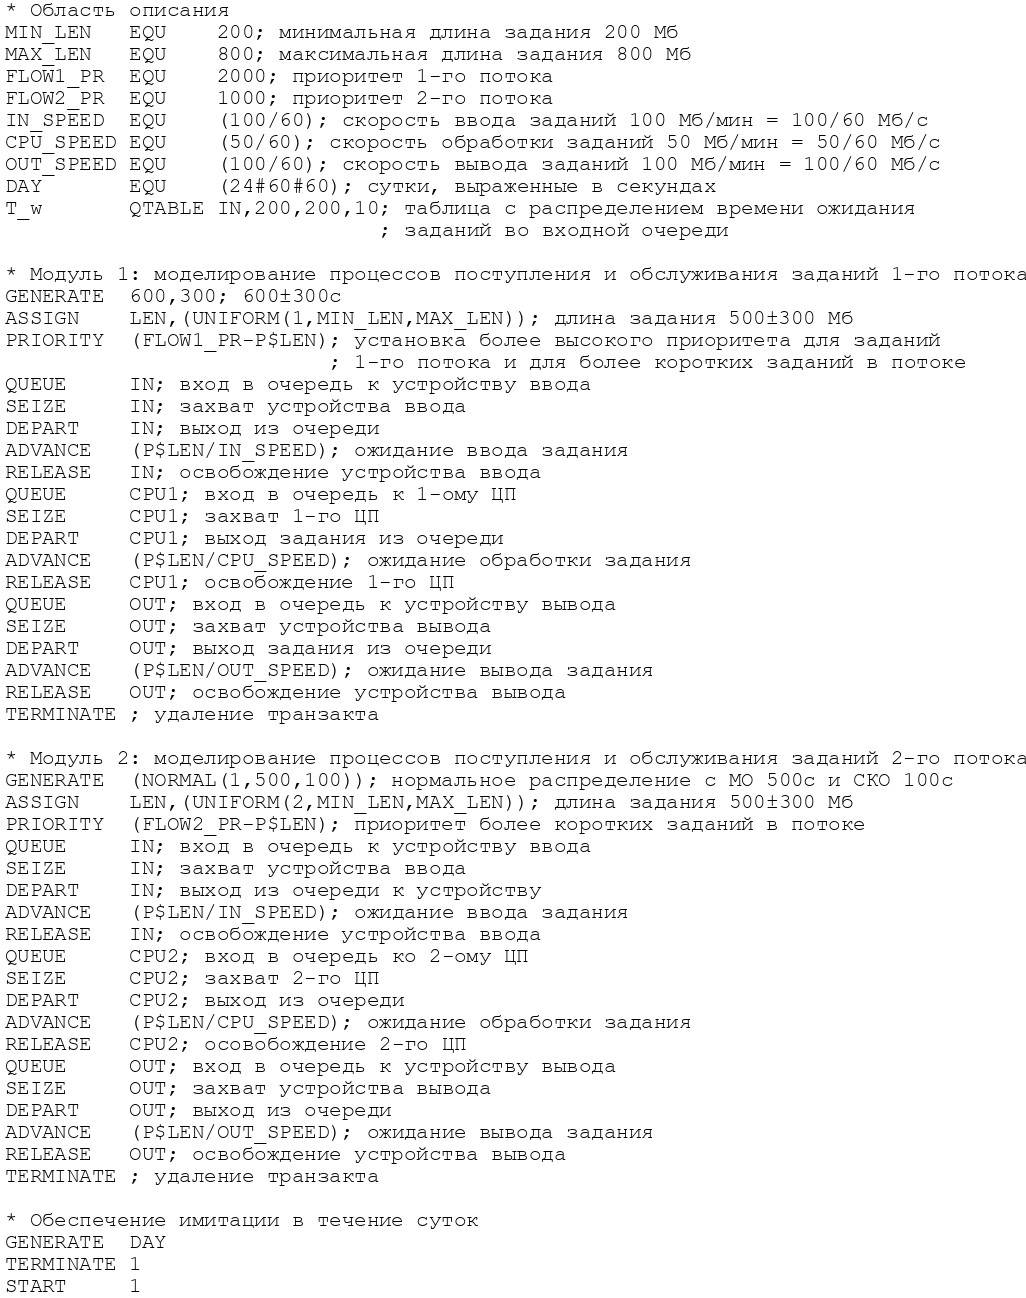 * Область описания
MIN_LEN   EQU    200; минимальная длина задания 200 Мб
MAX_LEN   EQU    800; максимальная длина задания 800 Мб
FLOW1_PR  EQU    2000; приоритет 1-го потока
FLOW2_PR  EQU    1000; приоритет 2-го потока
IN_SPEED  EQU    (100/60); скорость ввода заданий 100 Мб/мин = 100/60 Мб/с
CPU_SPEED EQU    (50/60); скорость обработки заданий 50 Мб/мин = 50/60 Мб/с
OUT_SPEED EQU    (100/60); скорость вывода заданий 100 Мб/мин = 100/60 Мб/с
DAY       EQU    (24#60#60); сутки, выраженные в секундах
T_w       QTABLE IN,200,200,10; таблица с распределением времени ожидания
; заданий во входной очереди
* Модуль 1: моделирование процессов поступления и обслуживания заданий 1-го потока
GENERATE  600,300; 600±300с
ASSIGN    LEN,(UNIFORM(1,MIN_LEN,MAX_LEN)); длина задания 500±300 Мб
PRIORITY  (FLOW1_PR-P$LEN); установка более высокого приоритета для заданий
; 1-го потока и для более коротких заданий в потоке
QUEUE     IN; вход в очередь к устройству ввода
SEIZE     IN; захват устройства ввода
DEPART    IN; выход из очереди
ADVANCE   (P$LEN/IN_SPEED); ожидание ввода задания
RELEASE   IN; освобождение устройства ввода
QUEUE     CPU1; вход в очередь к 1-ому ЦП
SEIZE     CPU1; захват 1-го ЦП
DEPART    CPU1; выход задания из очереди
ADVANCE   (P$LEN/CPU_SPEED); ожидание обработки задания
RELEASE   CPU1; освобождение 1-го ЦП
QUEUE     OUT; вход в очередь к устройству вывода
SEIZE     OUT; захват устройства вывода
DEPART    OUT; выход задания из очереди
ADVANCE   (P$LEN/OUT_SPEED); ожидание вывода задания
RELEASE   OUT; освобождение устройства вывода
TERMINATE ; удаление транзакта
* Модуль 2: моделирование процессов поступления и обслуживания заданий 2-го потока
GENERATE  (NORMAL(1,500,100)); нормальное распределение с МО 500с и СКО 100с
ASSIGN    LEN,(UNIFORM(2,MIN_LEN,MAX_LEN)); длина задания 500±300 Мб
PRIORITY  (FLOW2_PR-P$LEN); приоритет более коротких заданий в потоке
QUEUE     IN; вход в очередь к устройству ввода
SEIZE     IN; захват устройства ввода
DEPART    IN; выход из очереди к устройству
ADVANCE   (P$LEN/IN_SPEED); ожидание ввода задания
RELEASE   IN; освобождение устройства ввода
QUEUE     CPU2; вход в очередь ко 2-ому ЦП
SEIZE     CPU2; захват 2-го ЦП
DEPART    CPU2; выход из очереди
ADVANCE   (P$LEN/CPU_SPEED); ожидание обработки задания
RELEASE   CPU2; осовобождение 2-го ЦП
QUEUE     OUT; вход в очередь к устройству вывода
SEIZE     OUT; захват устройства вывода
DEPART    OUT; выход из очереди
ADVANCE   (P$LEN/OUT_SPEED); ожидание вывода задания
RELEASE   OUT; освобождение устройства вывода
TERMINATE ; удаление транзакта
* Обеспечение имитации в течение суток
GENERATE  DAY
TERMINATE 1
START     1